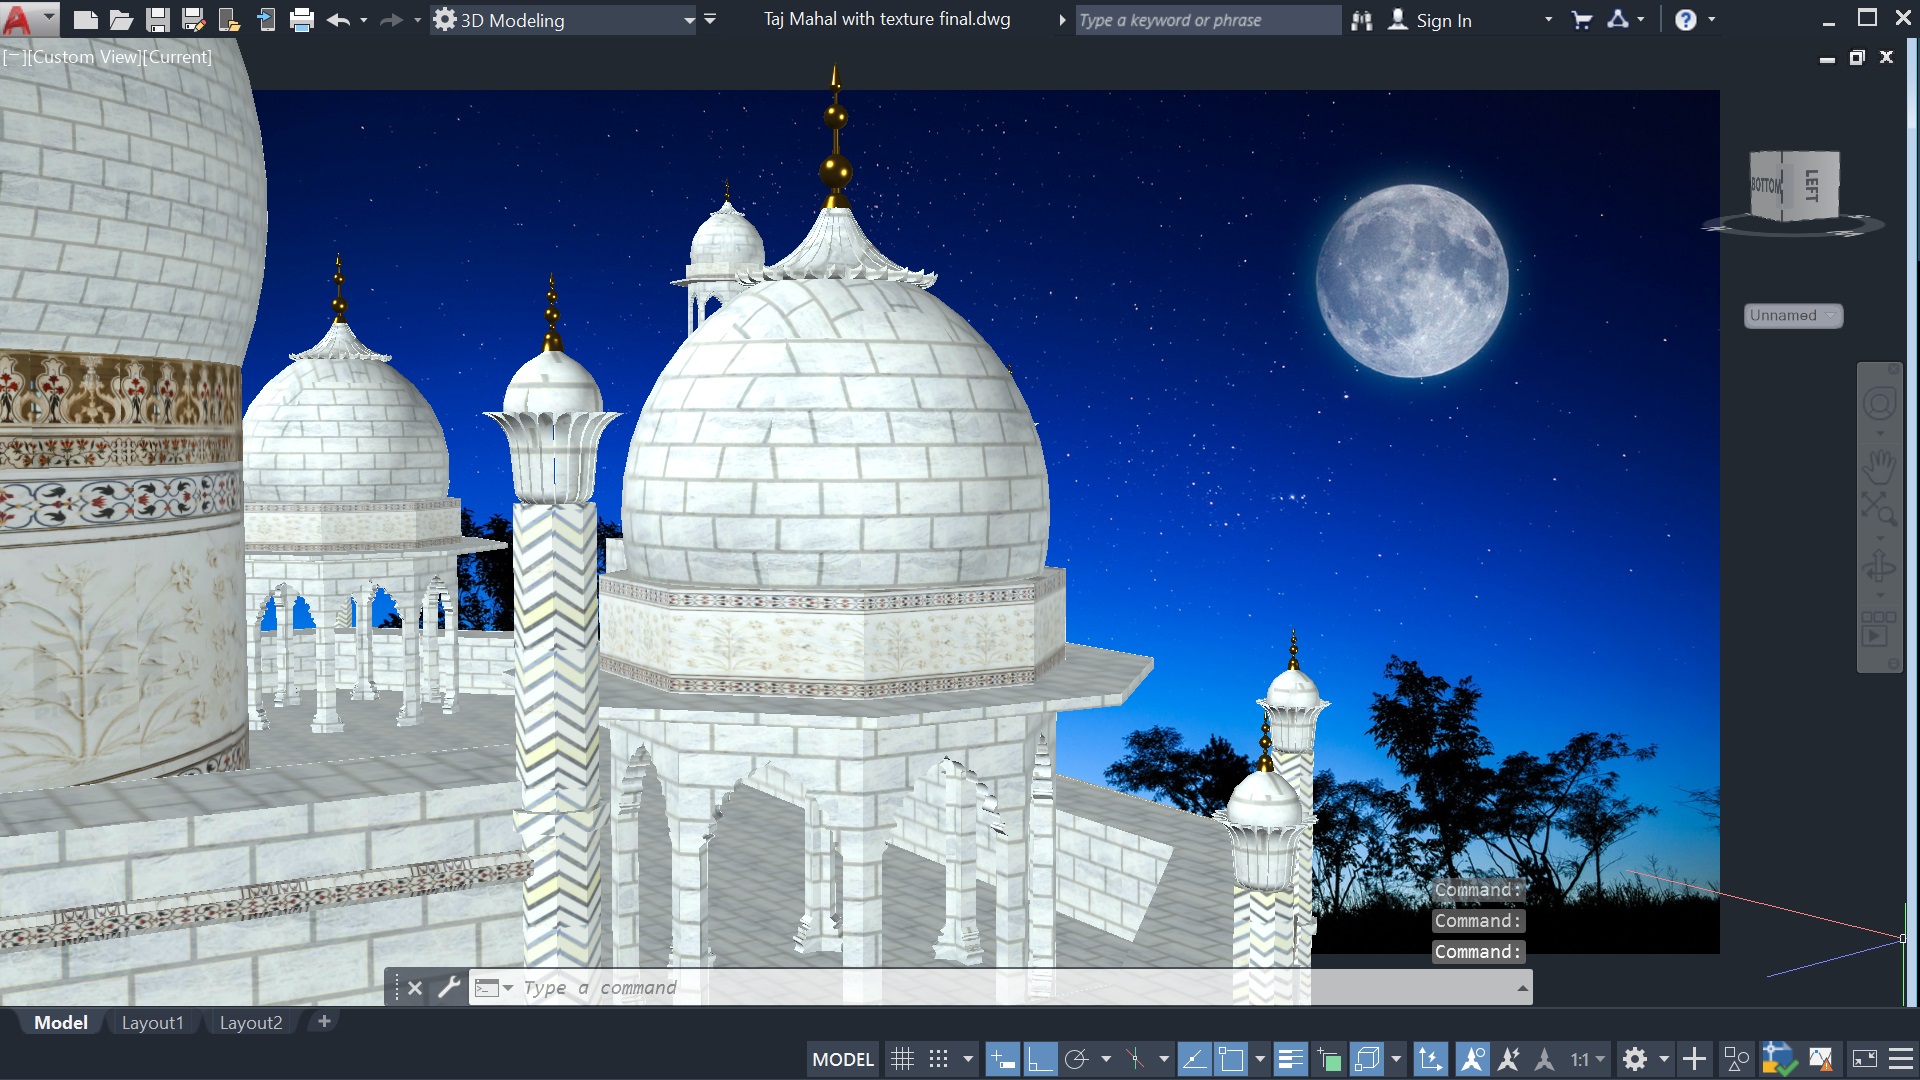 3D Modeling
Taj Mahal with texture final.dwg
Type a keyword or phrase
Sign In
[−][Custom View][Current]
BOTTOM
LEFT
Unnamed
Command:
Command:
Command:
Type a command
Model
Layout1
Layout2
MODEL
1:1